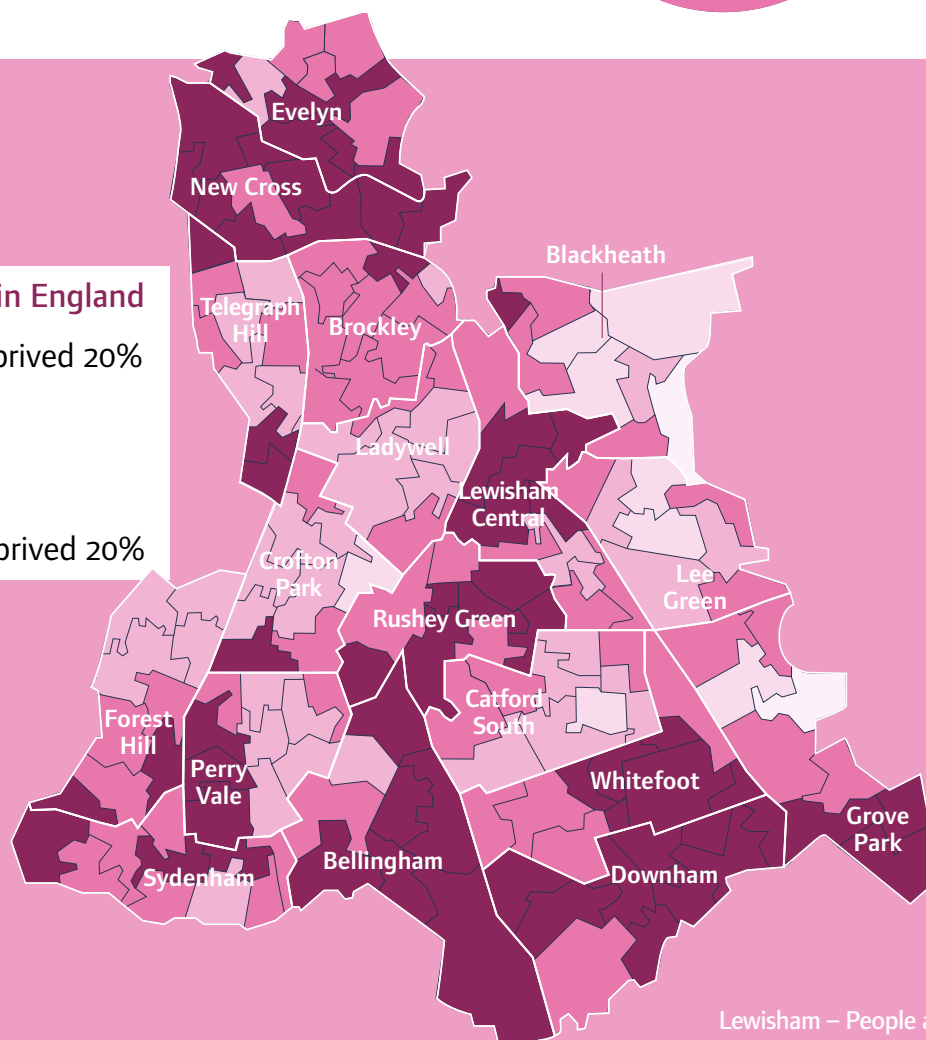 Evelyn
New Cross
Blackheath
in England
prived 20%
prived 20%
Telegraph
Hill
Brockley
Ladywell
Lewisham
Central
Crofton
Park
Lee
Green
Rushey Green
Catford
South
Forest
Hill
Perry
Vale
Whitefoot
Grove
Park
Bellingham
Downham
Sydenham
Lewisham – People a